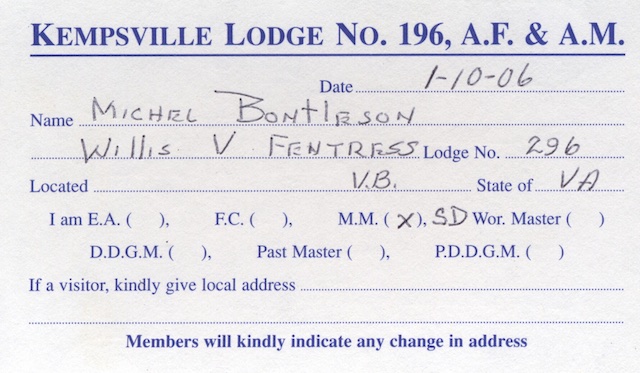 KEMPSVILLE LODGE NO. 196, A.F. & A.M.
Date 1-10-06
Name MICHEL BONTLESON
WILLIS V FENTRESS Lodge No. 296
Located V.B. State of VA
I am E.A. ( ), F.C. ( ), M.M. ( X ), SD Wor. Master ( )
D.D.G.M. ( ), Past Master ( ), P.D.D.G.M. ( )
If a visitor, kindly give local address
Members will kindly indicate any change in address